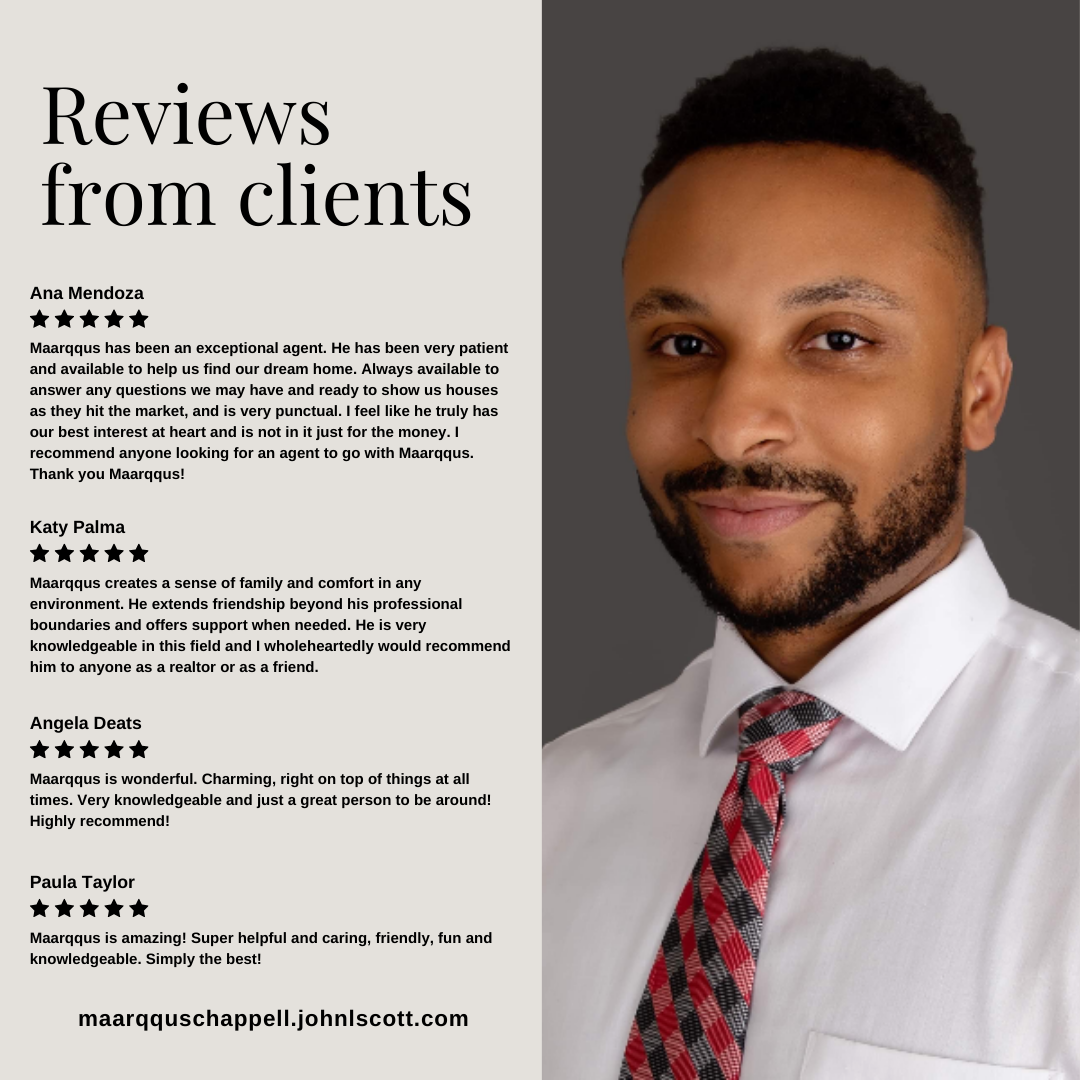 Reviews
from clients
Ana Mendoza
Maarqqus has been an exceptional agent. He has been very patient
and available to help us find our dream home. Always available to
answer any questions we may have and ready to show us houses
as they hit the market, and is very punctual. I feel like he truly has
our best interest at heart and is not in it just for the money. I
recommend anyone looking for an agent to go with Maarqqus.
Thank you Maarqqus!
Katy Palma
Maarqqus creates a sense of family and comfort in any
environment. He extends friendship beyond his professional
boundaries and offers support when needed. He is very
knowledgeable in this field and I wholeheartedly would recommend
him to anyone as a realtor or as a friend.
Angela Deats
Maarqqus is wonderful. Charming, right on top of things at all
times. Very knowledgeable and just a great person to be around!
Highly recommend!
Paula Taylor
Maarqqus is amazing! Super helpful and caring, friendly, fun and
knowledgeable. Simply the best!
maarqquschappell.johnlscott.com